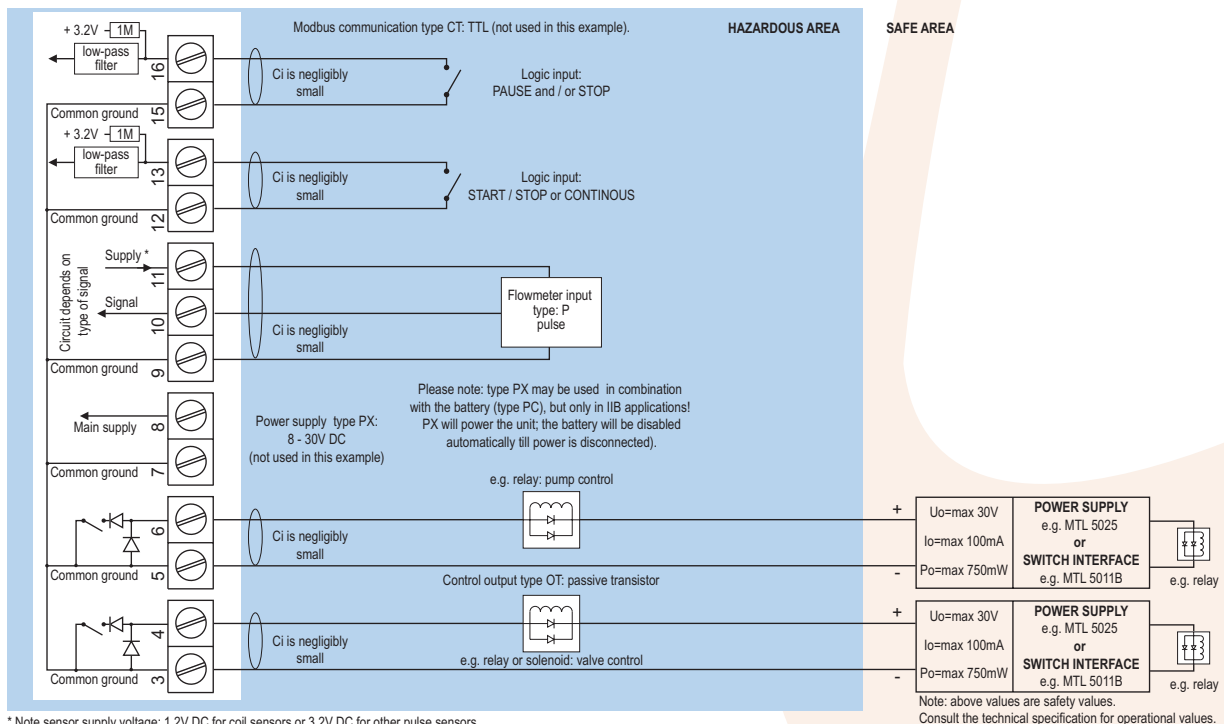 Modbus communication type CT: TTL (not used in this example).
HAZARDOUS AREA
SAFE AREA
+ 3.2V
1M
low-pass
filter
16
Ci is negligibly
small
Logic input:
PAUSE and / or STOP
Common ground
15
+ 3.2V
1M
low-pass
filter
13
Ci is negligibly
small
Logic input:
START / STOP or CONTINOUS
Common ground
12
Circuit depends on
type of signal
Supply *
11
Signal
10
Flowmeter input
type: P
pulse
Ci is negligibly
small
Common ground
9
Please note: type PX may be used in combination
with the battery (type PC), but only in IIB applications!
PX will power the unit; the battery will be disabled
automatically till power is disconnected).
Main supply
8
Power supply type PX:
8 - 30V DC
(not used in this example)
Common ground
7
e.g. relay: pump control
6
Ci is negligibly
small
Common ground
5
+
-
Uo=max 30V
Io=max 100mA
Po=max 750mW
POWER SUPPLY
e.g. MTL 5025
or
SWITCH INTERFACE
e.g. MTL 5011B
e.g. relay
Control output type OT: passive transistor
4
Ci is negligibly
small
e.g. relay or solenoid: valve control
Common ground
3
+
-
Uo=max 30V
Io=max 100mA
Po=max 750mW
POWER SUPPLY
e.g. MTL 5025
or
SWITCH INTERFACE
e.g. MTL 5011B
e.g. relay
Note: above values are safety values.
Consult the technical specification for operational values.
* Note sensor supply voltage: 1.2V DC for coil sensors or 3.2V DC for other pulse sensors